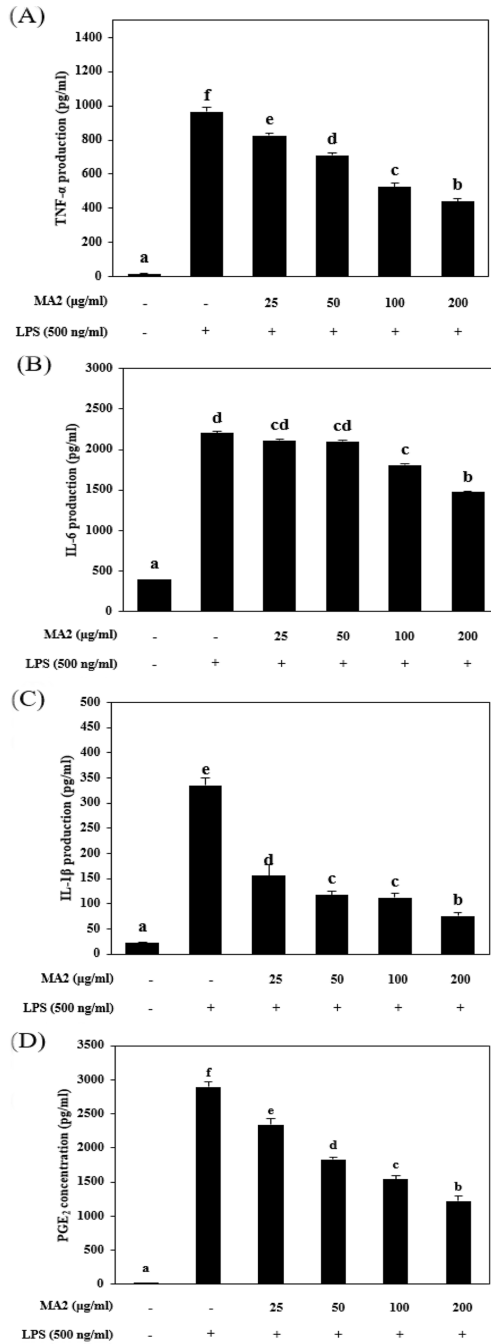 (A)
TNF-α production (pg/ml)
1400
1200
1000
800
600
400
200
0
a
f
e
d
c
b
MA2 (μg/ml) - - 25 50 100 200
LPS (500 ng/ml) - + + + + +
(B)
IL-6 production (pg/ml)
3000
2500
2000
1500
1000
500
0
a
d
cd
cd
c
b
MA2 (μg/ml) - - 25 50 100 200
LPS (500 ng/ml) - + + + + +
(C)
IL-1β production (pg/ml)
500
450
400
350
300
250
200
150
100
50
0
a
e
d
c
c
b
MA2 (μg/ml) - - 25 50 100 200
LPS (500 ng/ml) - + + + + +
(D)
PGE₂ concentration (pg/ml)
3500
3000
2500
2000
1500
1000
500
0
a
f
e
d
c
b
MA2 (μg/ml) - - 25 50 100 200
LPS (500 ng/ml) - + + + + +